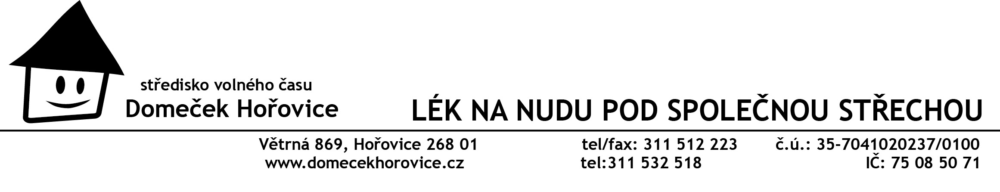 středisko volného času
Domeček Hořovice
LÉK NA NUDU POD SPOLEČNOU STŘECHOU
Větrná 869, Hořovice 268 01
www.domecekhorovice.cz
tel/fax: 311 512 223
tel:311 532 518
č.ú.: 35-7041020237/0100
IČ: 75 08 50 71